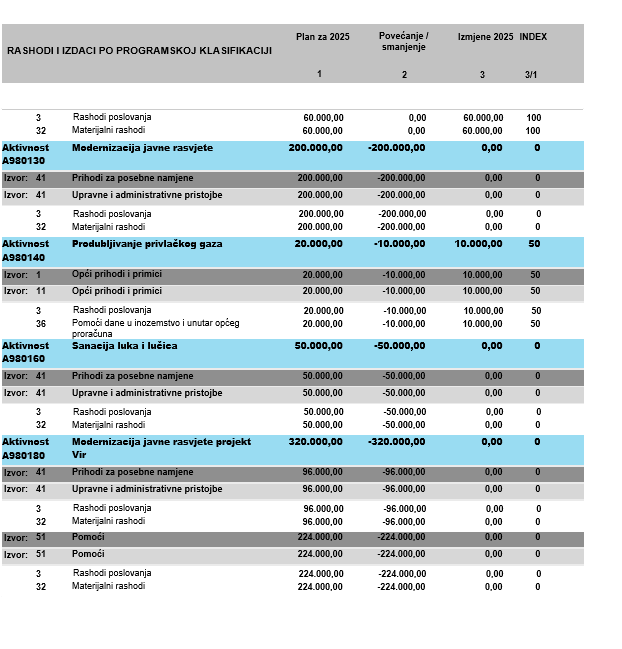 RASHODI I IZDACI PO PROGRAMSKOJ KLASIFIKACIJI Plan za 2025 Povećanje / smanjenje Izmjene 2025 INDEX
1 2 3 3/1
3 Rashodi poslovanja 60.000,00 0,00 60.000,00 100
32 Materijalni rashodi 60.000,00 0,00 60.000,00 100
Aktivnost A980130 Modernizacija javne rasvjete 200.000,00 -200.000,00 0,00 0
Izvor: 41 Prihodi za posebne namjene 200.000,00 -200.000,00 0,00 0
Izvor: 41 Upravne i administrativne pristojbe 200.000,00 -200.000,00 0,00 0
3 Rashodi poslovanja 200.000,00 -200.000,00 0,00 0
32 Materijalni rashodi 200.000,00 -200.000,00 0,00 0
Aktivnost A980140 Produbljivanje privlačkog gaza 20.000,00 -10.000,00 10.000,00 50
Izvor: 1 Opći prihodi i primici 20.000,00 -10.000,00 10.000,00 50
Izvor: 11 Opći prihodi i primici 20.000,00 -10.000,00 10.000,00 50
3 Rashodi poslovanja 20.000,00 -10.000,00 10.000,00 50
36 Pomoći dane u inozemstvo i unutar općeg proračuna 20.000,00 -10.000,00 10.000,00 50
Aktivnost A980160 Sanacija luka i lučica 50.000,00 -50.000,00 0,00 0
Izvor: 41 Prihodi za posebne namjene 50.000,00 -50.000,00 0,00 0
Izvor: 41 Upravne i administrativne pristojbe 50.000,00 -50.000,00 0,00 0
3 Rashodi poslovanja 50.000,00 -50.000,00 0,00 0
32 Materijalni rashodi 50.000,00 -50.000,00 0,00 0
Aktivnost A980180 Modernizacija javne rasvjete projekt Vir 320.000,00 -320.000,00 0,00 0
Izvor: 41 Prihodi za posebne namjene 96.000,00 -96.000,00 0,00 0
Izvor: 41 Upravne i administrativne pristojbe 96.000,00 -96.000,00 0,00 0
3 Rashodi poslovanja 96.000,00 -96.000,00 0,00 0
32 Materijalni rashodi 96.000,00 -96.000,00 0,00 0
Izvor: 51 Pomoći 224.000,00 -224.000,00 0,00 0
Izvor: 51 Pomoći 224.000,00 -224.000,00 0,00 0
3 Rashodi poslovanja 224.000,00 -224.000,00 0,00 0
32 Materijalni rashodi 224.000,00 -224.000,00 0,00 0